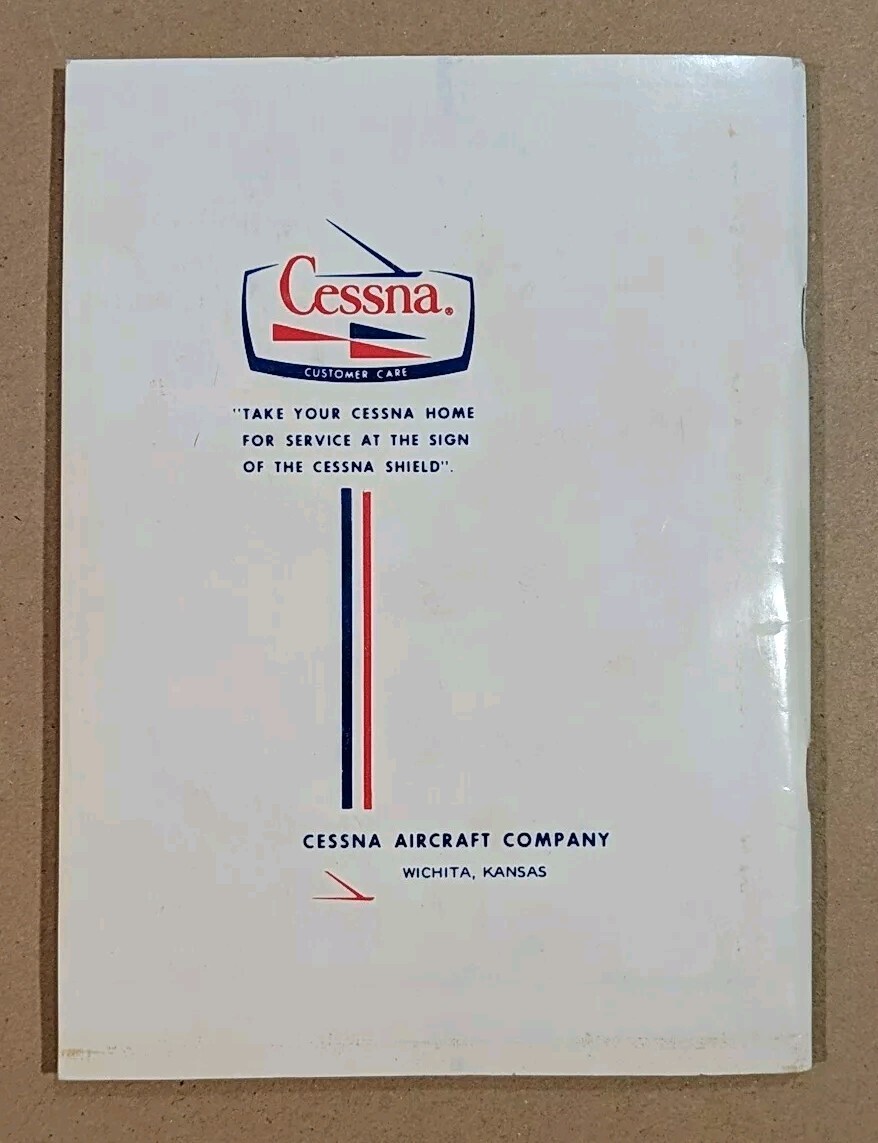 Cessna.®
CUSTOMER CARE
"TAKE YOUR CESSNA HOME
FOR SERVICE AT THE SIGN
OF THE CESSNA SHIELD".
CESSNA AIRCRAFT COMPANY
WICHITA, KANSAS